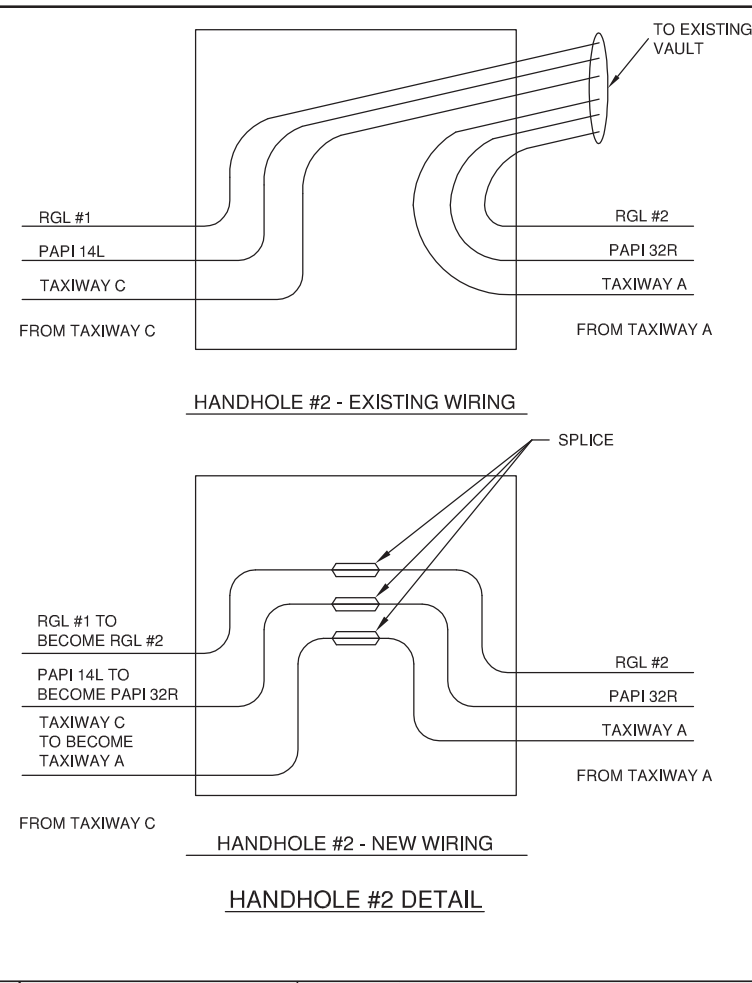 TO EXISTING
VAULT
RGL #1
PAPI 14L
TAXIWAY C
FROM TAXIWAY C
RGL #2
PAPI 32R
TAXIWAY A
FROM TAXIWAY A
HANDHOLE #2 - EXISTING WIRING
SPLICE
RGL #1 TO
BECOME RGL #2
PAPI 14L TO
BECOME PAPI 32R
TAXIWAY C
TO BECOME
TAXIWAY A
FROM TAXIWAY C
RGL #2
PAPI 32R
TAXIWAY A
FROM TAXIWAY A
HANDHOLE #2 - NEW WIRING
HANDHOLE #2 DETAIL